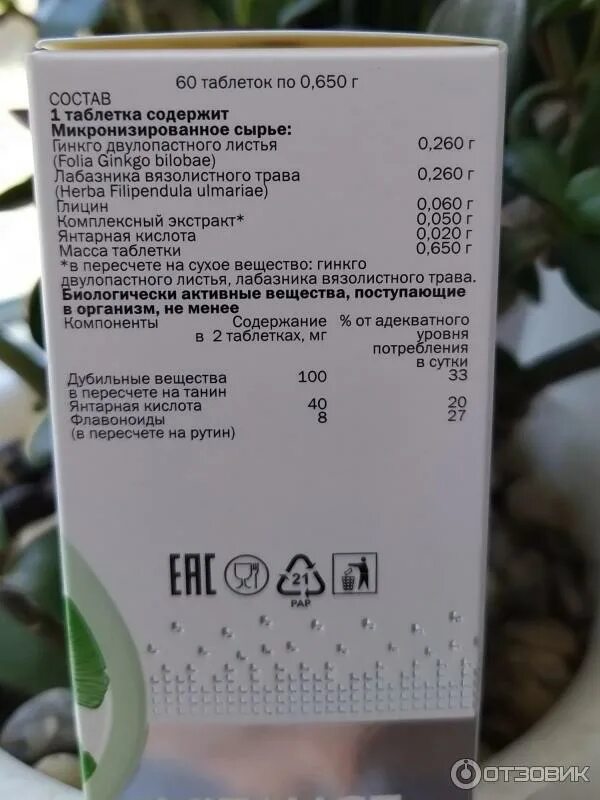 60 таблеток по 0,650 г
СОСТАВ
1 таблетка содержит
Микронизированное сырье:
Гинкго двулопастного листья 0,260 г
(Folia Ginkgo bilobae)
Лабазника вязолистного трава 0,260 г
(Herba Filipendula ulmariae)
Глицин 0,060 г
Комплексный экстракт* 0,050 г
Янтарная кислота 0,020 г
Масса таблетки 0,650 г
*в пересчете на сухое вещество: гинкго
двулопастного листья, лабазника вязолистного трава.
Биологически активные вещества, поступающие
в организм, не менее
Компоненты Содержание % от адекватного
в 2 таблетках, мг уровня
потребления
в сутки
Дубильные вещества 100 33
в пересчете на танин
Янтарная кислота 40 20
Флавоноиды 8 27
(в пересчете на рутин)
EAC 21
PAP
ОТЗОВИК